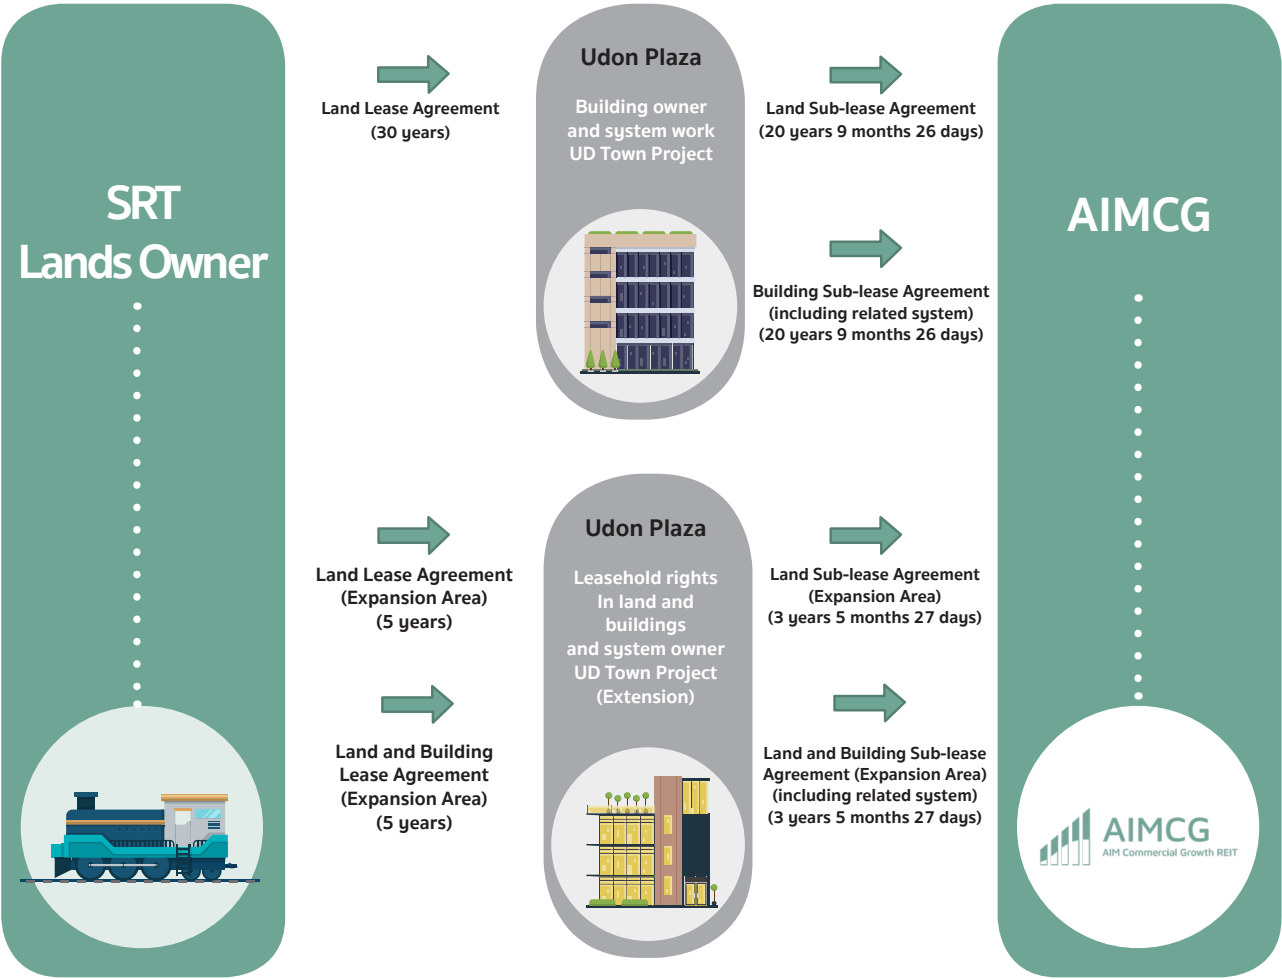 SRT
Lands Owner
Land Lease Agreement
(30 years)
Udon Plaza
Building owner
and system work
UD Town Project
Land Sub-lease Agreement
(20 years 9 months 26 days)
Building Sub-lease Agreement
(including related system)
(20 years 9 months 26 days)
Land Lease Agreement
(Expansion Area)
(5 years)
Land and Building
Lease Agreement
(Expansion Area)
(5 years)
Udon Plaza
Leasehold rights
In land and
buildings
and system owner
UD Town Project
(Extension)
Land Sub-lease Agreement
(Expansion Area)
(3 years 5 months 27 days)
Land and Building Sub-lease
Agreement (Expansion Area)
(including related system)
(3 years 5 months 27 days)
AIMCG
AIMCG
AIM Commercial Growth REIT